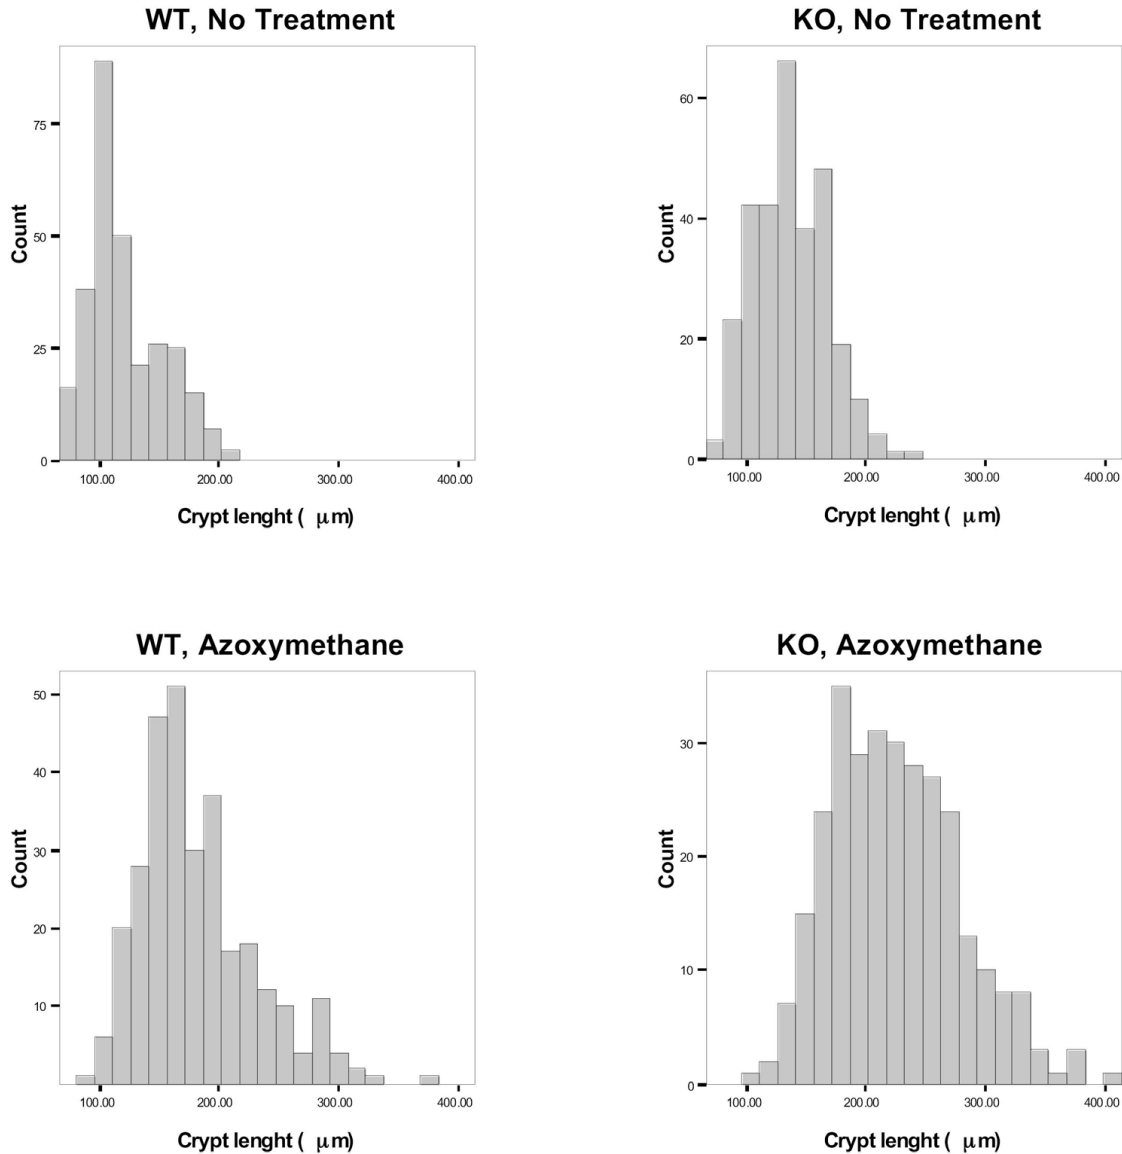 WT, No Treatment
KO, No Treatment
75
50
25
0
Count
100.00 200.00 300.00 400.00
Crypt lenght ( μm)
60
40
20
0
Count
100.00 200.00 300.00 400.00
Crypt lenght ( μm)
WT, Azoxymethane
KO, Azoxymethane
50
40
30
20
10
Count
100.00 200.00 300.00 400.00
Crypt lenght ( μm)
30
20
10
0
Count
100.00 200.00 300.00 400.00
Crypt lenght ( μm)